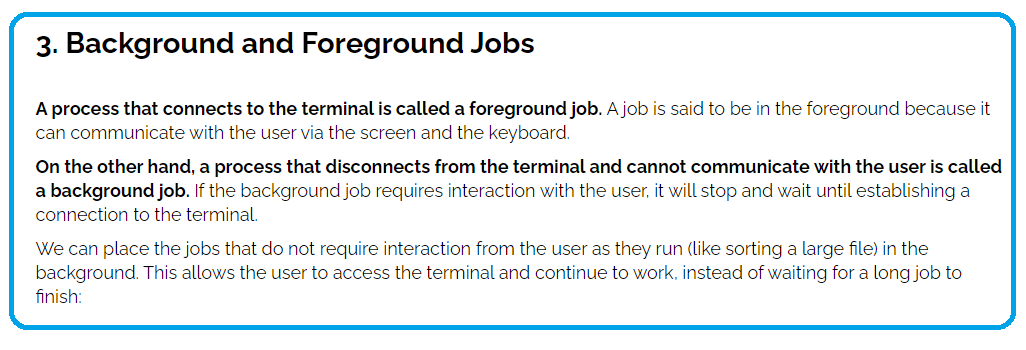 3. Background and Foreground Jobs
A process that connects to the terminal is called a foreground job. A job is said to be in the foreground because it
can communicate with the user via the screen and the keyboard.
On the other hand, a process that disconnects from the terminal and cannot communicate with the user is called
a background job. If the background job requires interaction with the user, it will stop and wait until establishing a
connection to the terminal.
We can place the jobs that do not require interaction from the user as they run (like sorting a large file) in the
background. This allows the user to access the terminal and continue to work, instead of waiting for a long job to
finish: